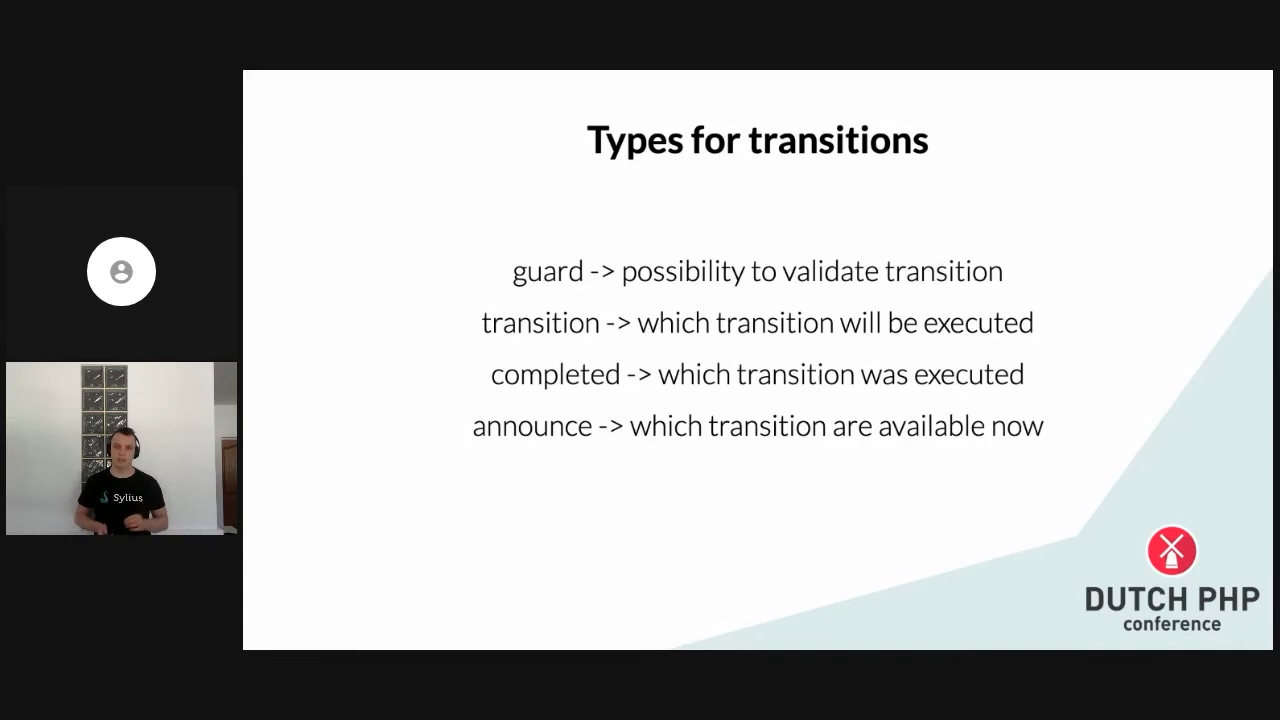 Types for transitions
guard -> possibility to validate transition
transition -> which transition will be executed
completed -> which transition was executed
announce -> which transition are available now
Sylius
DUTCH PHP
conference